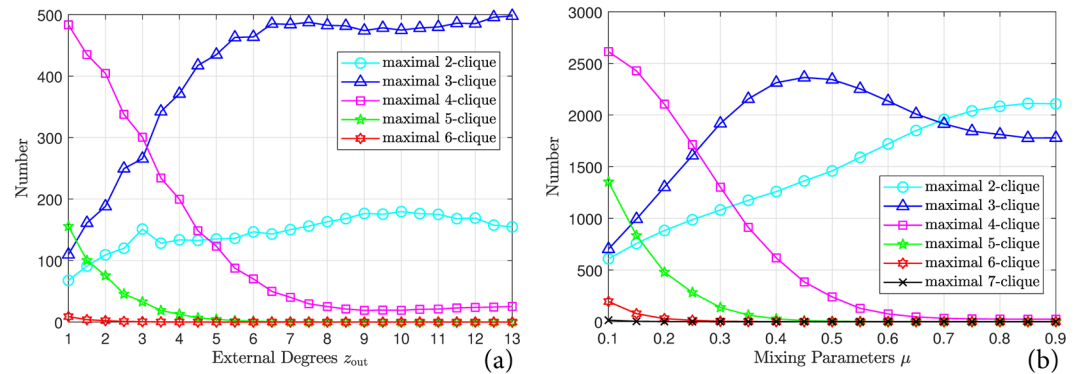 500
400
300
200
100
0
Number
1 2 3 4 5 6 7 8 9 10 11 12 13
External Degrees z_out
(a)
maximal 2-clique
maximal 3-clique
maximal 4-clique
maximal 5-clique
maximal 6-clique
3000
2500
2000
1500
1000
500
0
Number
0.1 0.2 0.3 0.4 0.5 0.6 0.7 0.8 0.9
Mixing Parameters μ
(b)
maximal 2-clique
maximal 3-clique
maximal 4-clique
maximal 5-clique
maximal 6-clique
maximal 7-clique